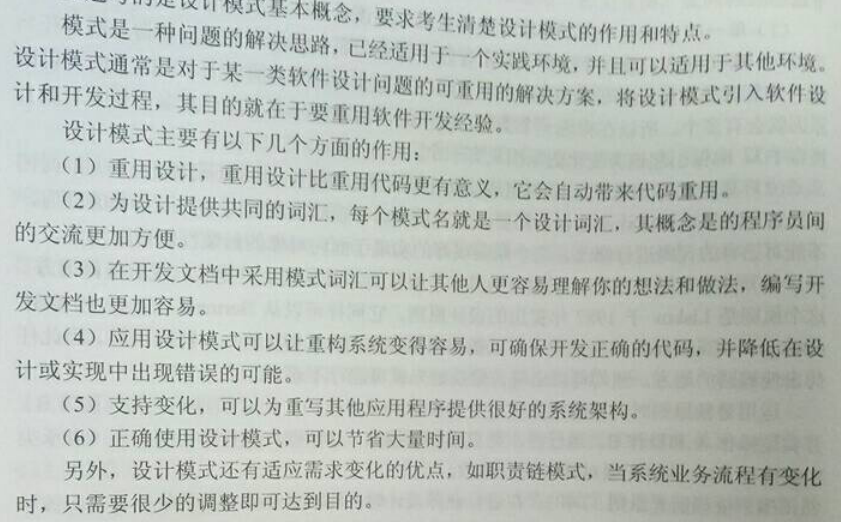 的是设计模式基本概念，要求考生清楚设计模式的作用和特点。
模式是一种问题的解决思路，已经适用于一个实践环境，并且可以适用于其他环境。
设计模式通常是对于某一类软件设计问题的可重用的解决方案，将设计模式引入软件设
计和开发过程，其目的就在于要重用软件开发经验。
设计模式主要有以下几个方面的作用：
（1）重用设计，重用设计比重用代码更有意义，它会自动带来代码重用。
（2）为设计提供共同的词汇，每个模式名就是一个设计词汇，其概念是的程序员间
的交流更加方便。
（3）在开发文档中采用模式词汇可以让其他人更容易理解你的想法和做法，编写开
发文档也更加容易。
（4）应用设计模式可以让重构系统变得容易，可确保开发正确的代码，并降低在设
计或实现中出现错误的可能。
（5）支持变化，可以为重写其他应用程序提供很好的系统架构。
（6）正确使用设计模式，可以节省大量时间。
另外，设计模式还有适应需求变化的优点，如职责链模式，当系统业务流程有变化
时，只需要很少的调整即可达到目的。